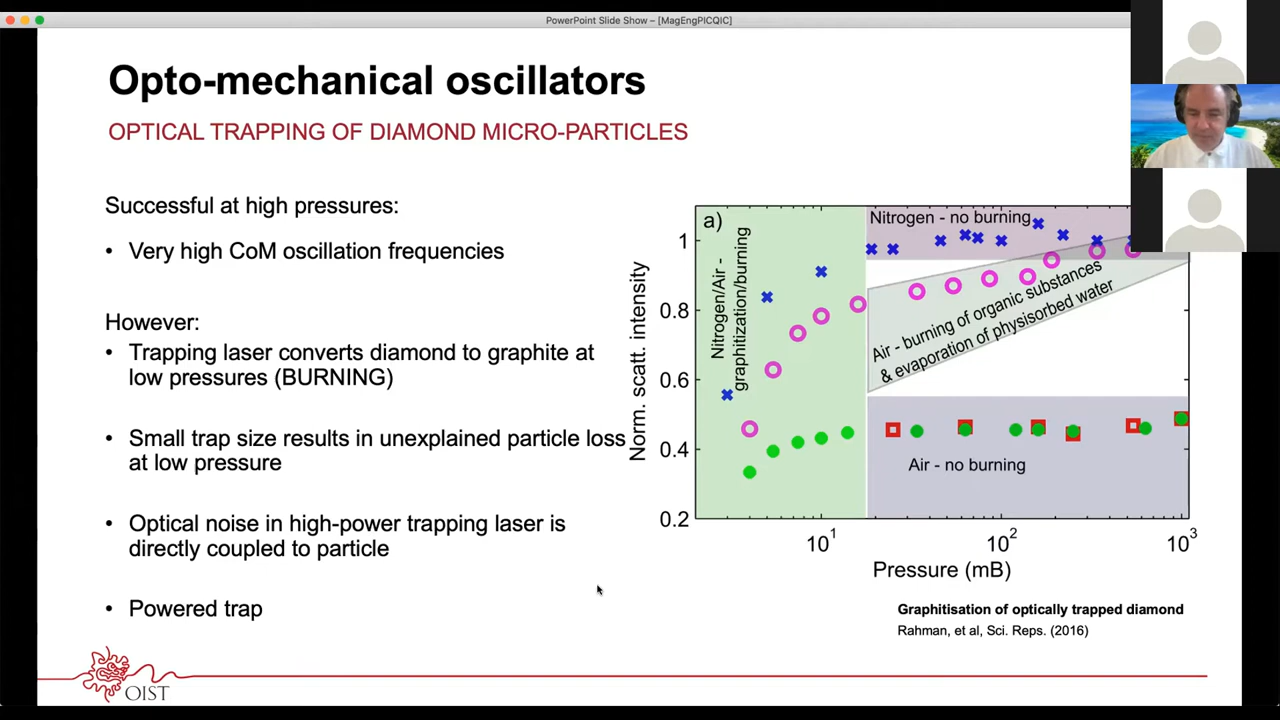 PowerPoint Slide Show – [MagEngPICQIC]
Opto-mechanical oscillators
OPTICAL TRAPPING OF DIAMOND MICRO-PARTICLES
Successful at high pressures:
• Very high CoM oscillation frequencies
However:
• Trapping laser converts diamond to graphite at
low pressures (BURNING)
• Small trap size results in unexplained particle loss
at low pressure
• Optical noise in high-power trapping laser is
directly coupled to particle
• Powered trap
a)
Nitrogen/Air -
graphitization/burning
Nitrogen - no burning
Air - burning of organic substances
& evaporation of physisorbed water
Air - no burning
Norm. scatt. intensity
1
0.8
0.6
0.4
0.2
10¹ 10² 10³
Pressure (mB)
Graphitisation of optically trapped diamond
Rahman, et al, Sci. Reps. (2016)
OIST